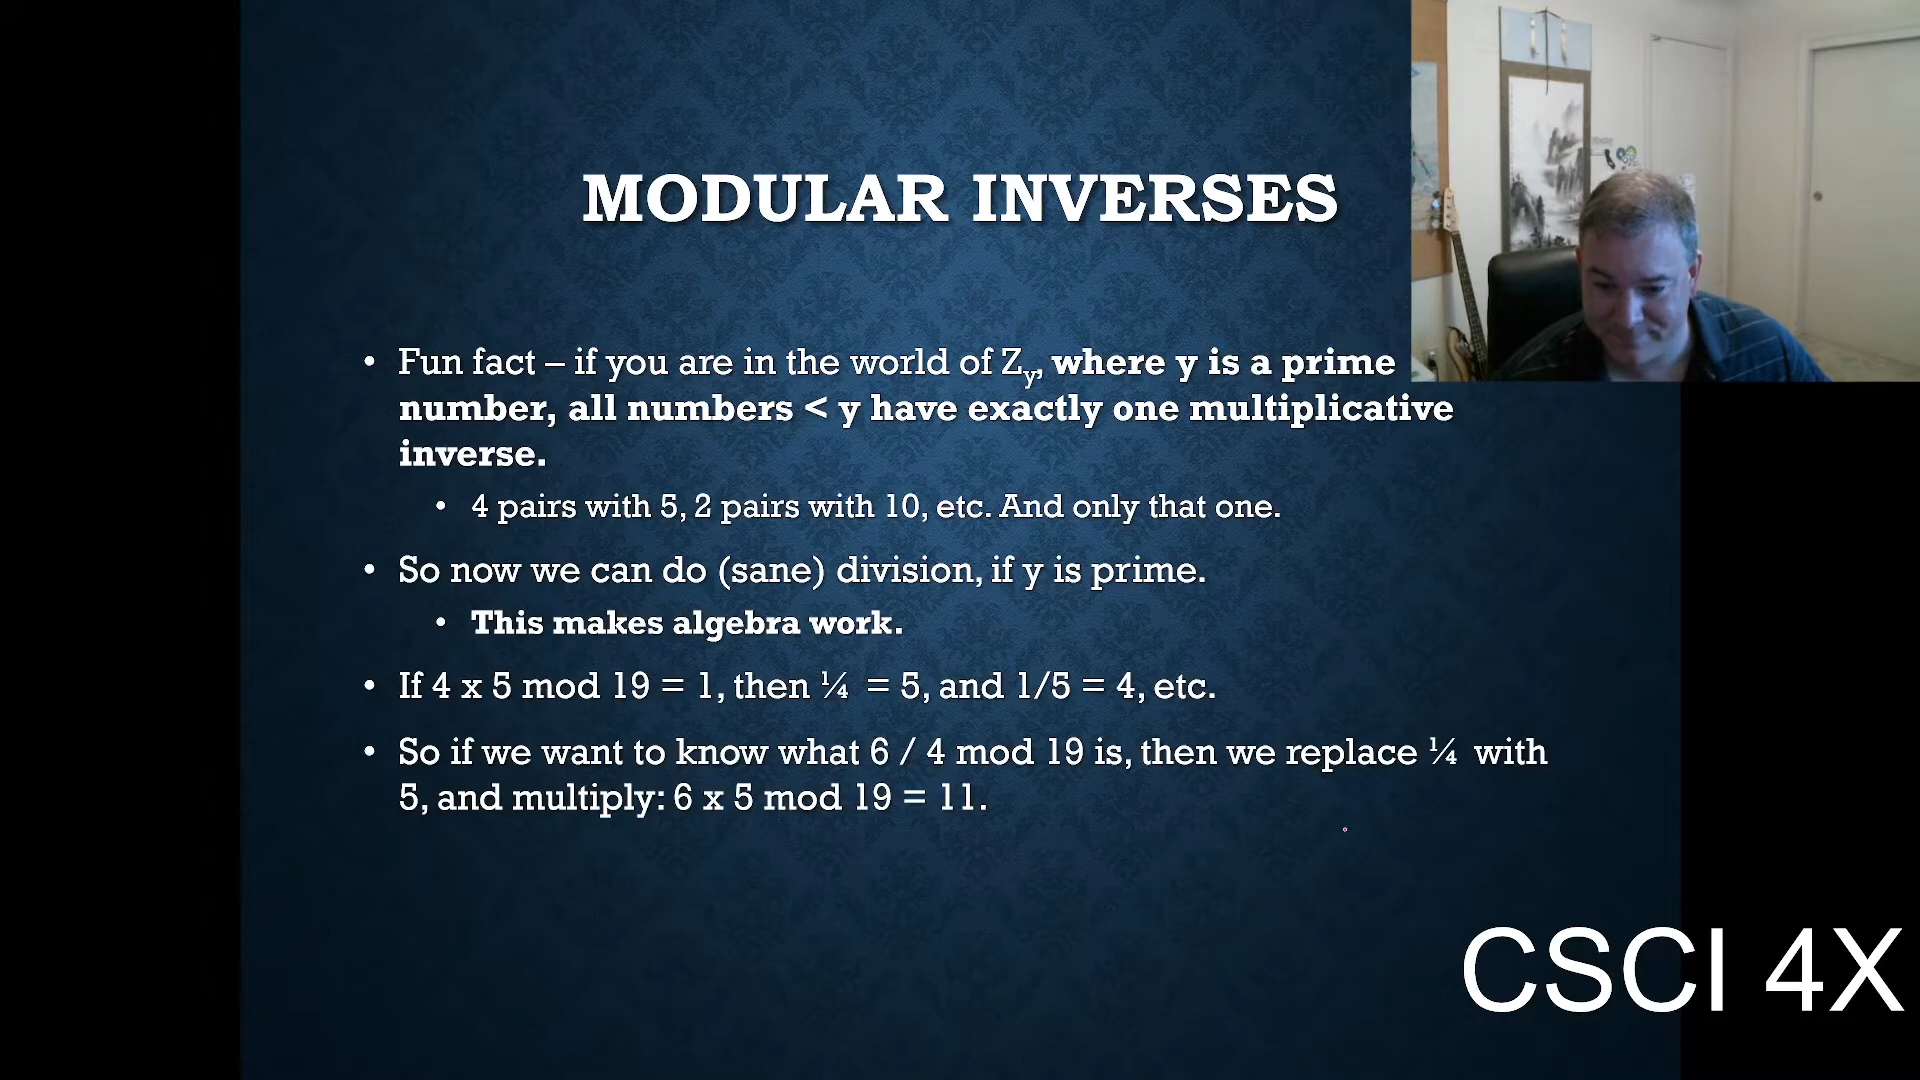 MODULAR INVERSES
• Fun fact – if you are in the world of Zy, where y is a prime
number, all numbers < y have exactly one multiplicative
inverse.
• 4 pairs with 5, 2 pairs with 10, etc. And only that one.
• So now we can do (sane) division, if y is prime.
• This makes algebra work.
• If 4 x 5 mod 19 = 1, then ¼ = 5, and 1/5 = 4, etc.
• So if we want to know what 6 / 4 mod 19 is, then we replace ¼ with
5, and multiply: 6 x 5 mod 19 = 11.
CSCI 4X